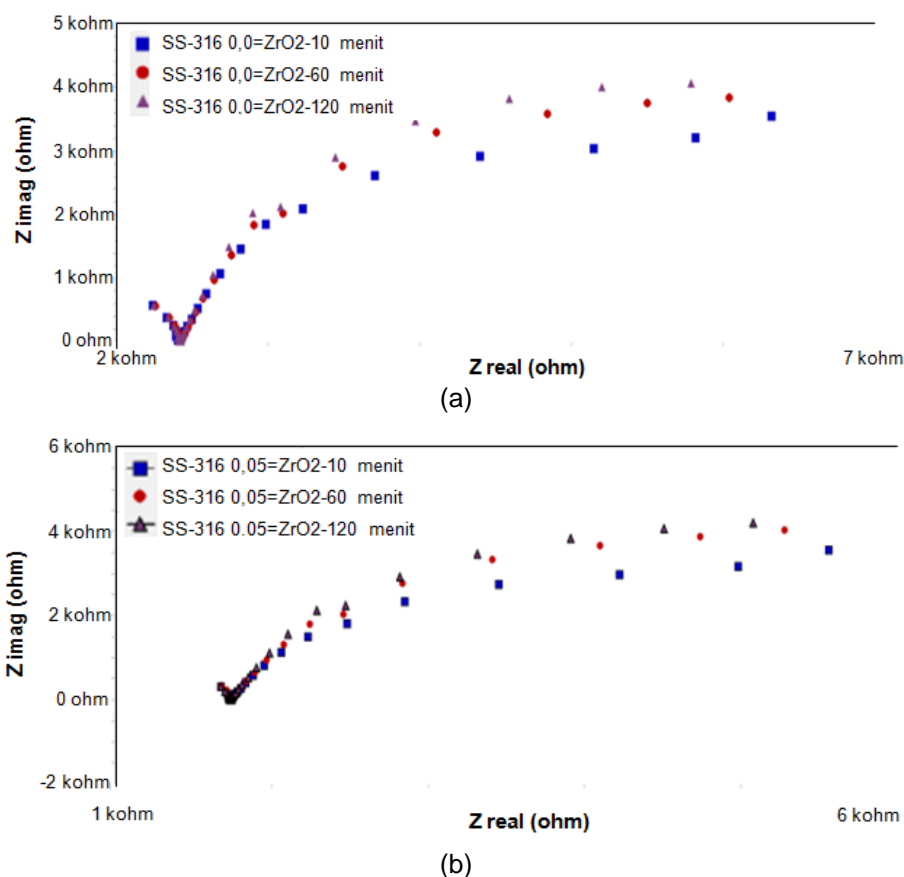 5 kohm
SS-316 0,0=ZrO2-10 menit
SS-316 0,0=ZrO2-60 menit
SS-316 0,0=ZrO2-120 menit
4 kohm
3 kohm
2 kohm
1 kohm
0 ohm
Z imag (ohm)
2 kohm
7 kohm
Z real (ohm)
(a)
6 kohm
SS-316 0,05=ZrO2-10 menit
SS-316 0,05=ZrO2-60 menit
SS-316 0.05=ZrO2-120 menit
4 kohm
2 kohm
0 ohm
-2 kohm
Z imag (ohm)
1 kohm
6 kohm
Z real (ohm)
(b)